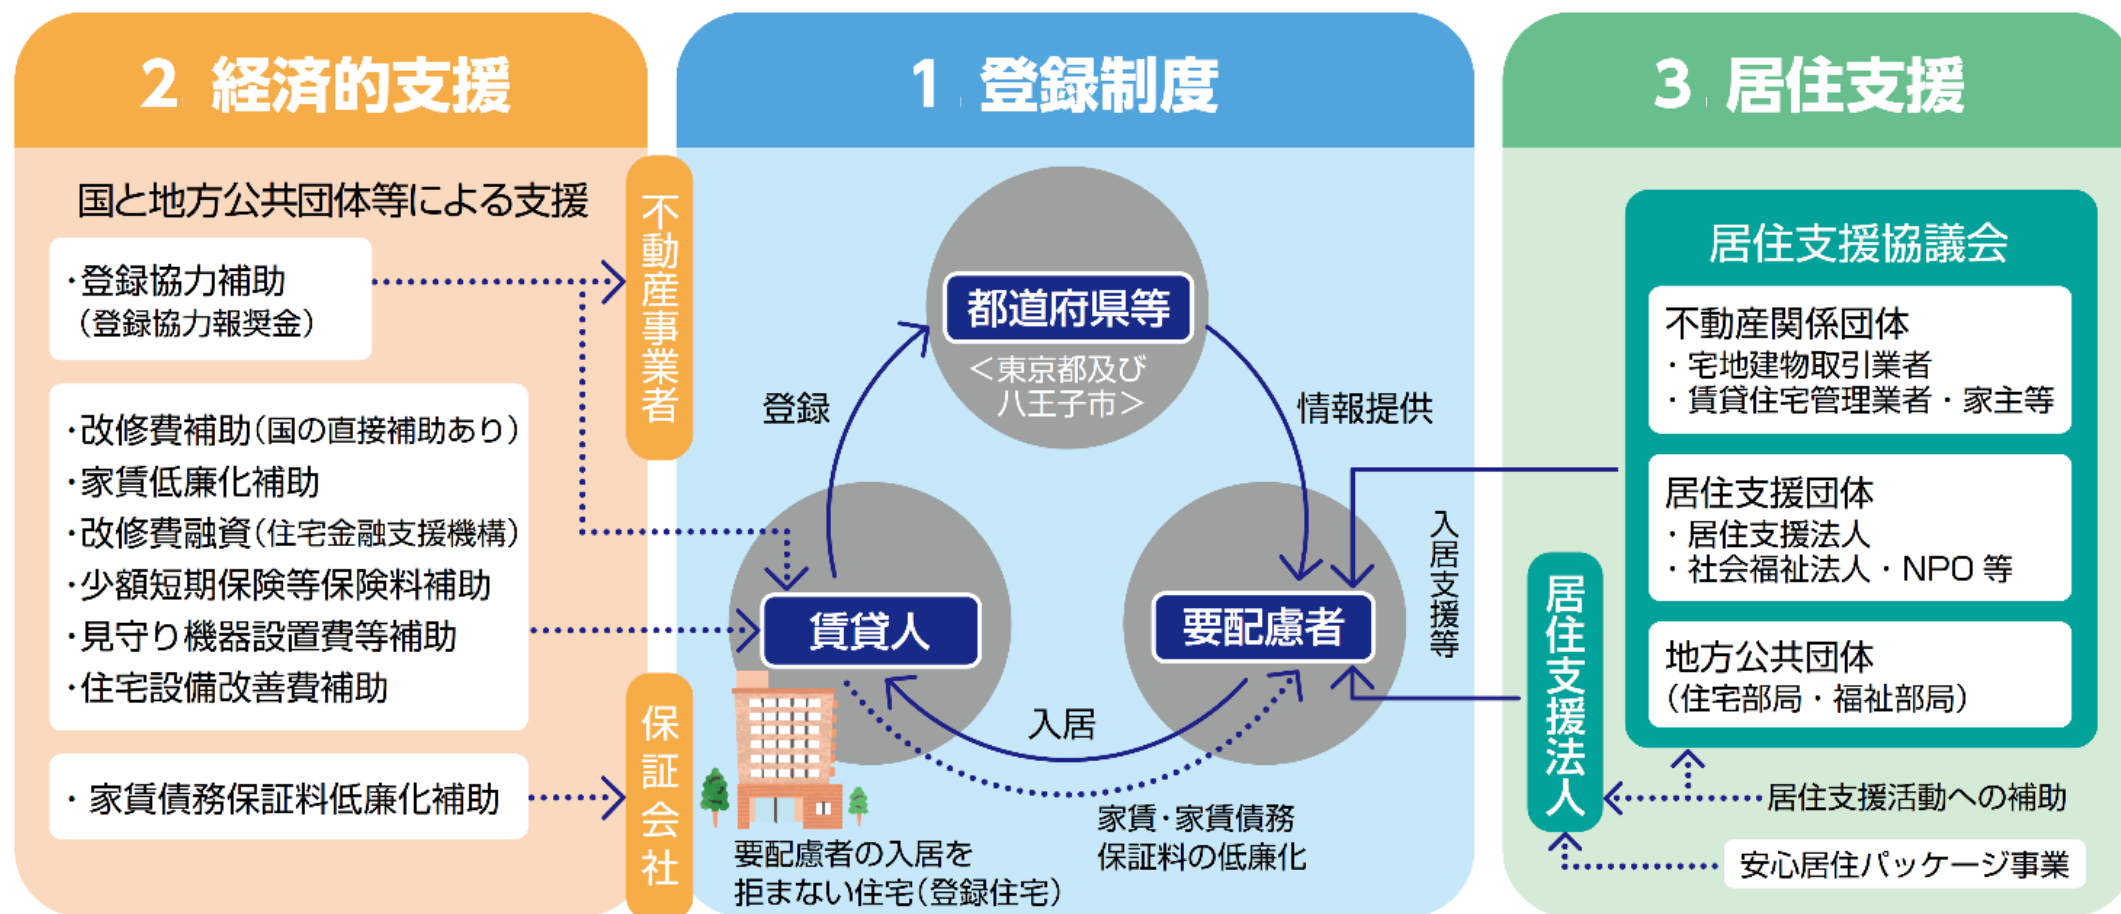 2 経済的支援
国と地方公共団体等による支援
・登録協力補助
（登録協力報奨金）
・改修費補助（国の直接補助あり）
・家賃低廉化補助
・改修費融資（住宅金融支援機構）
・少額短期保険等保険料補助
・見守り機器設置費等補助
・住宅設備改善費補助
・家賃債務保証料低廉化補助
不動産事業者
保証会社
1 登録制度
都道府県等
＜東京都及び
八王子市＞
登録
情報提供
賃貸人
要配慮者
入居
家賃・家賃債務
保証料の低廉化
要配慮者の入居を
拒まない住宅（登録住宅）
入居支援等
3 居住支援
居住支援協議会
不動産関係団体
・宅地建物取引業者
・賃貸住宅管理業者・家主等
居住支援団体
・居住支援法人
・社会福祉法人・NPO 等
地方公共団体
（住宅部局・福祉部局）
居住支援法人
居住支援活動への補助
安心居住パッケージ事業